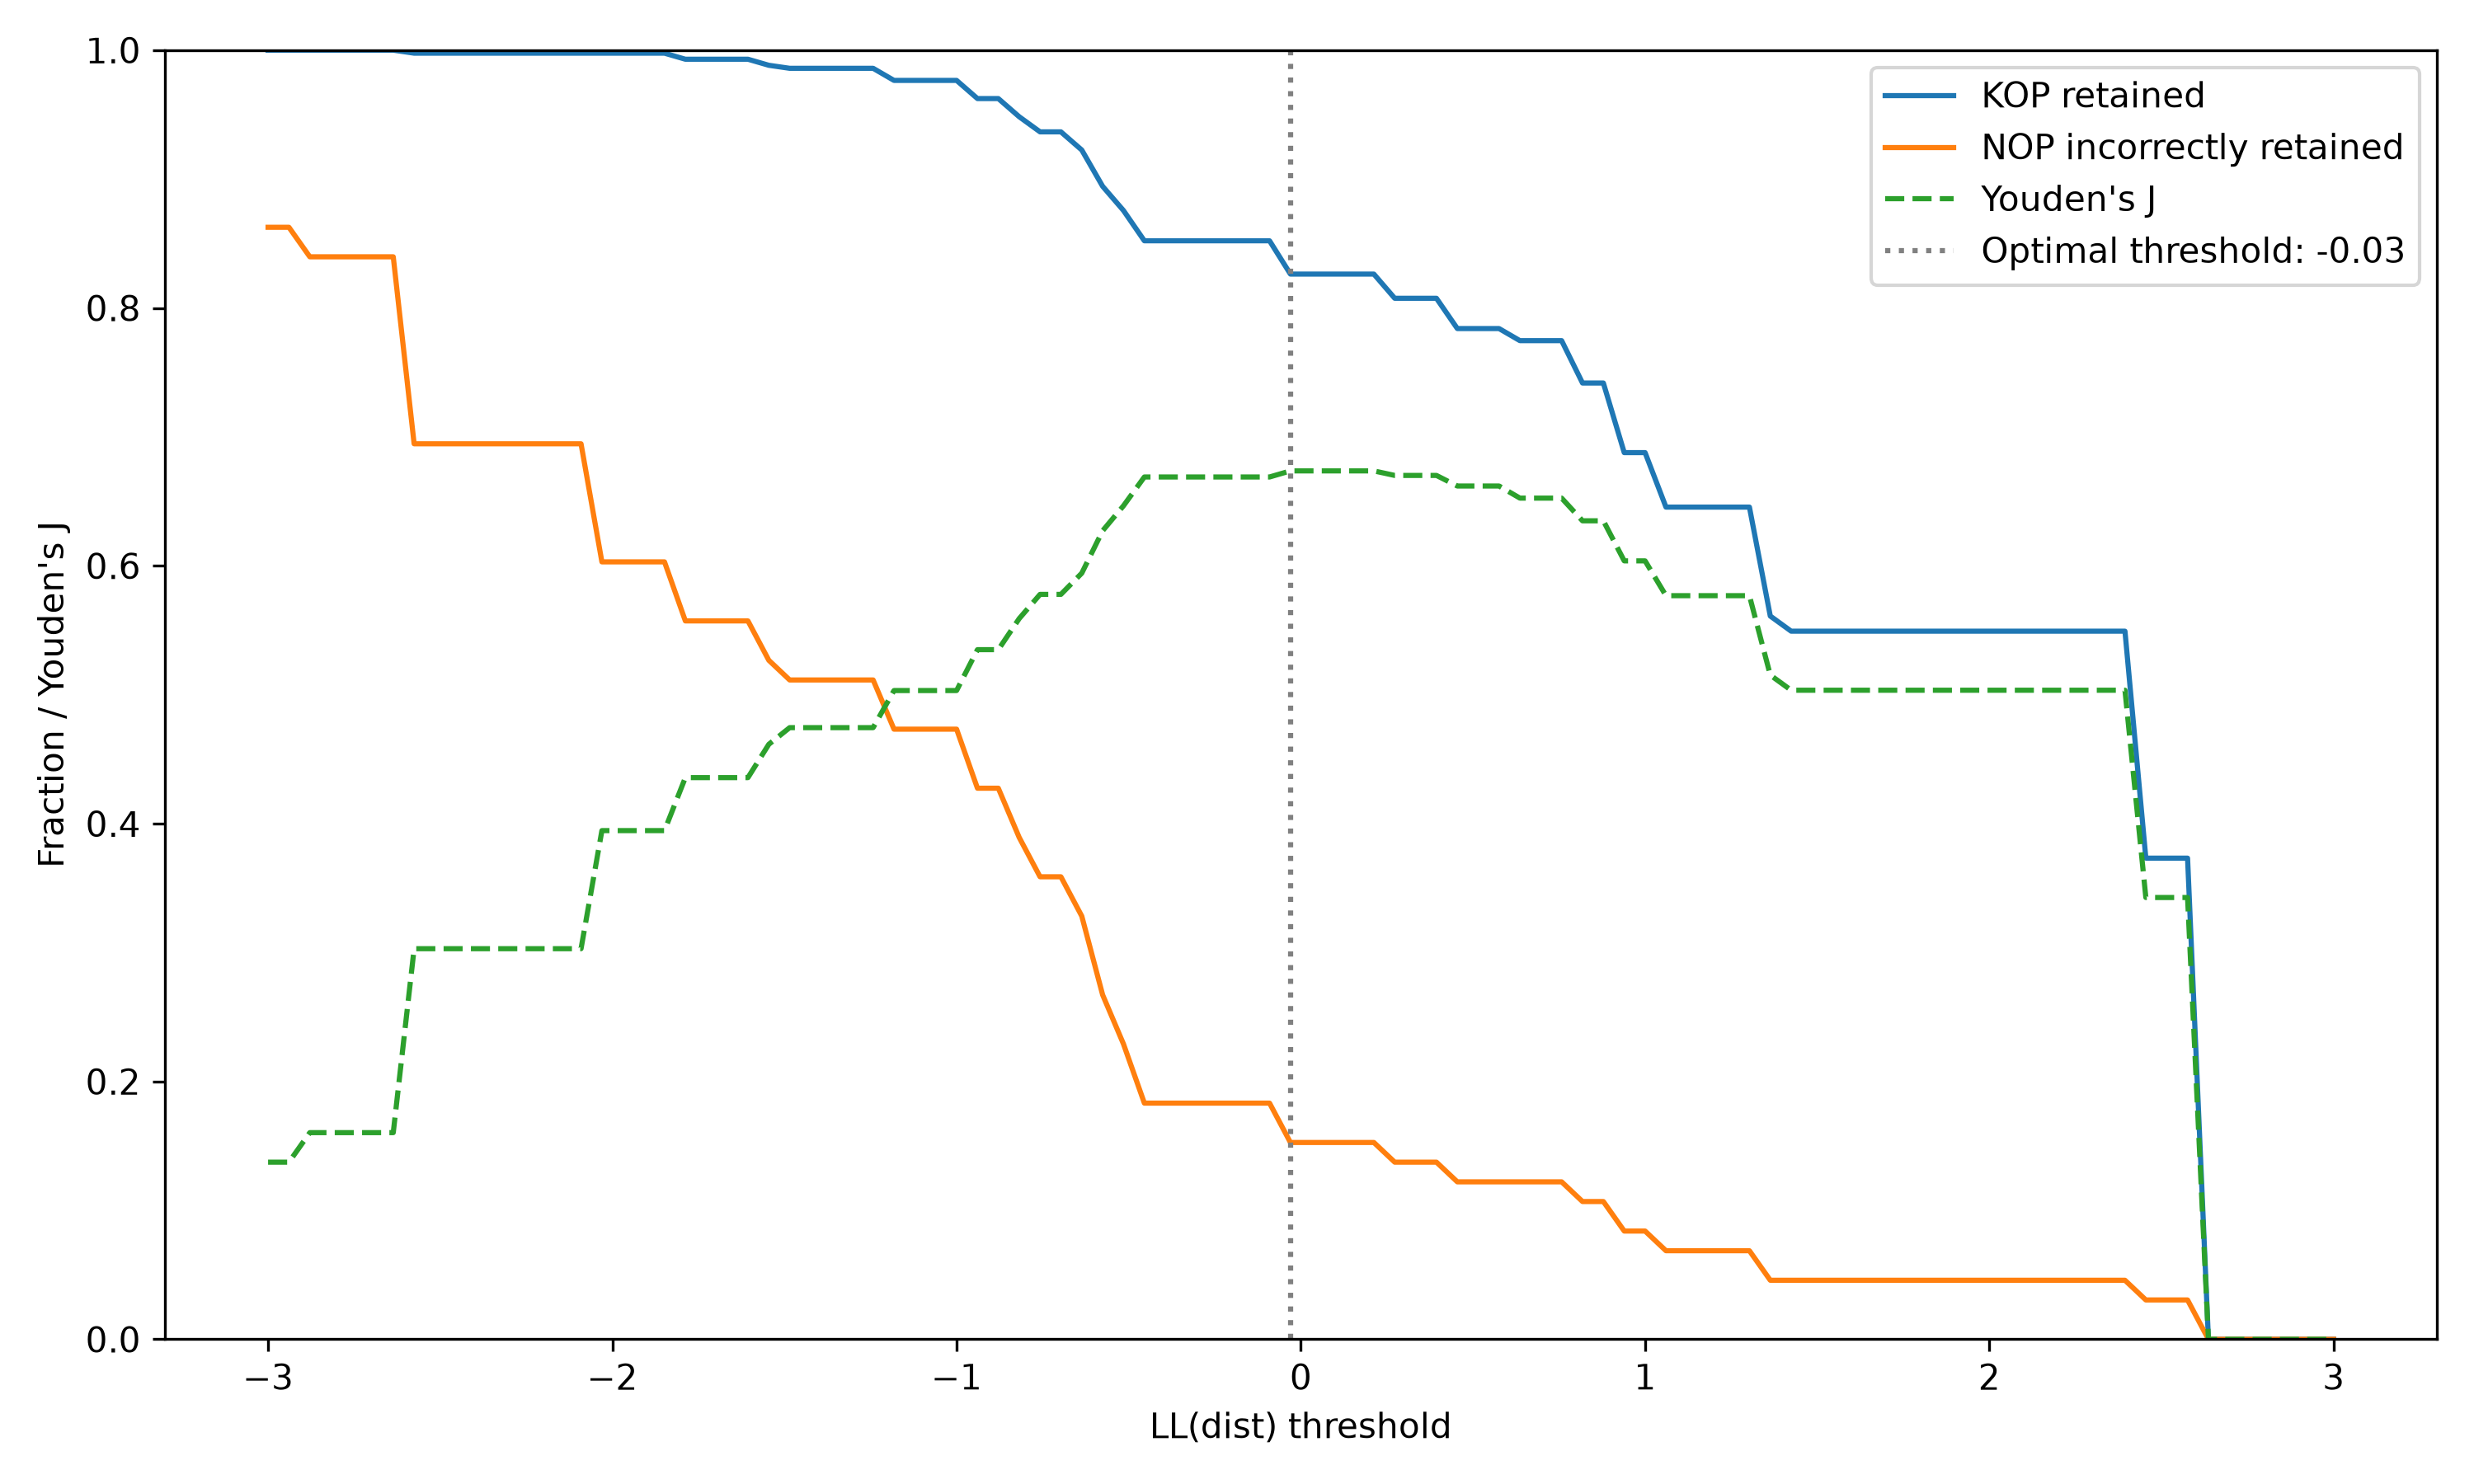 1.0
0.8
0.6
0.4
0.2
0.0
Fraction / Youden's J
KOP retained
NOP incorrectly retained
Youden's J
Optimal threshold: -0.03
−3 −2 −1 0 1 2 3
LL(dist) threshold